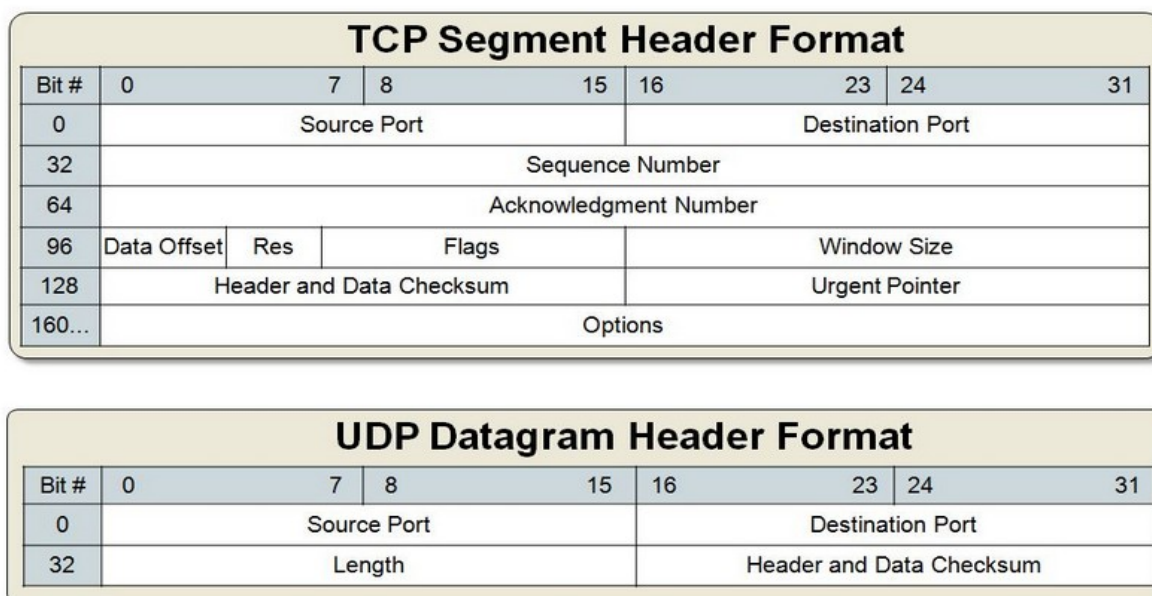 TCP Segment Header Format
Bit # 0 7 8 15 16 23 24 31
0 Source Port Destination Port
32 Sequence Number
64 Acknowledgment Number
96 Data Offset Res Flags Window Size
128 Header and Data Checksum Urgent Pointer
160... Options
UDP Datagram Header Format
Bit # 0 7 8 15 16 23 24 31
0 Source Port Destination Port
32 Length Header and Data Checksum